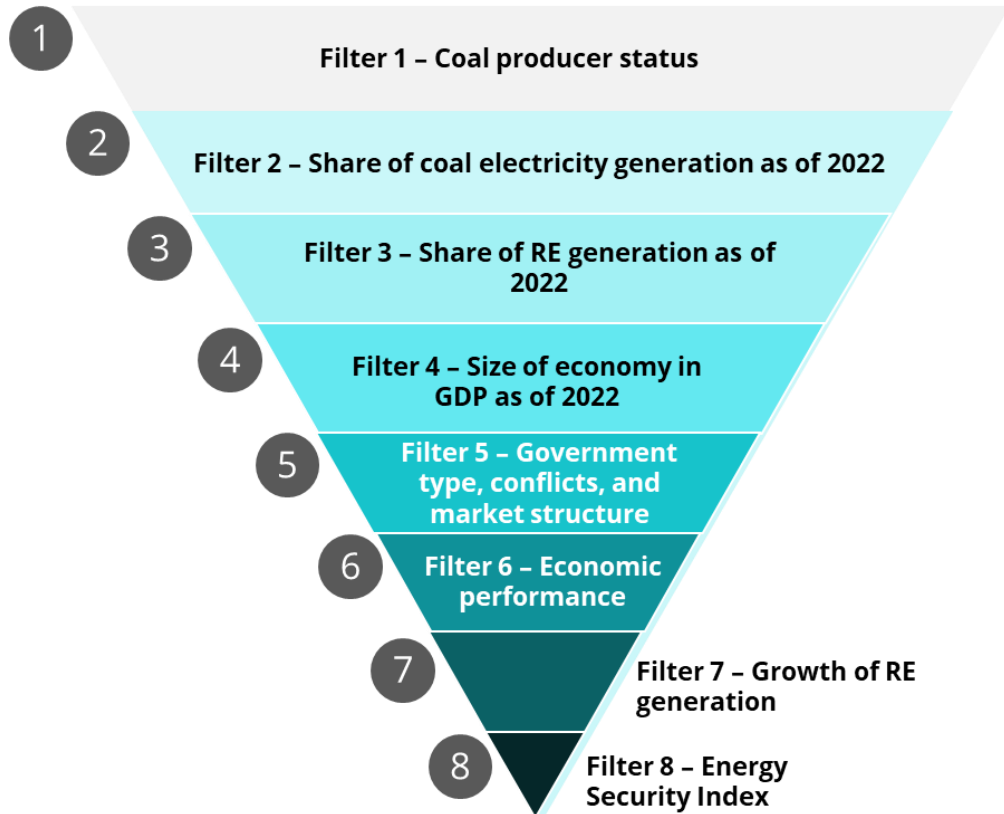 1
Filter 1 – Coal producer status
2
Filter 2 – Share of coal electricity generation as of 2022
3
Filter 3 – Share of RE generation as of
2022
4
Filter 4 – Size of economy in
GDP as of 2022
5
Filter 5 – Government
type, conflicts, and
market structure
6
Filter 6 – Economic
performance
7
Filter 7 – Growth of RE
generation
8
Filter 8 – Energy
Security Index